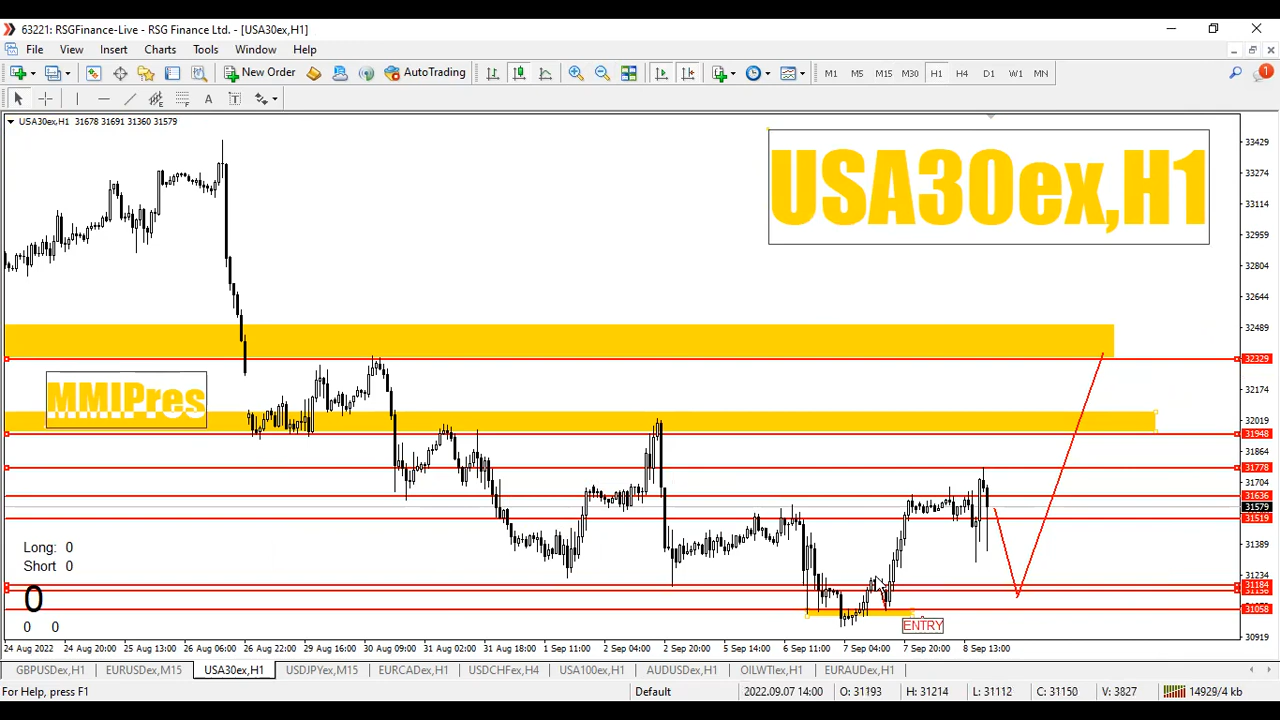 63221: RSGFinance-Live - RSG Finance Ltd. - [USA30ex,H1]
File View Insert Charts Tools Window Help
New Order AutoTrading M1 M5 M15 M30 H1 H4 D1 W1 MN 1
A T
USA30ex,H1 31678 31691 31360 31579
USA30ex,H1
MMIPres
33429
33274
33114
32959
32804
32644
32489
32329
32174
32019
31948
31864
31778
31704
31636
31579
31519
31389
31234
31184
31058
30919
Long: 0
Short 0
0
0 0
ENTRY
24 Aug 2022 24 Aug 20:00 25 Aug 13:00 26 Aug 06:00 26 Aug 22:00 29 Aug 16:00 30 Aug 09:00 31 Aug 02:00 31 Aug 18:00 1 Sep 11:00 2 Sep 04:00 2 Sep 20:00 5 Sep 14:00 6 Sep 11:00 7 Sep 04:00 7 Sep 20:00 8 Sep 13:00
GBPUSDex,H1 EURUSDex,M15 USA30ex,H1 USDJPYex,M15 EURCADex,H1 USDCHFex,H4 USA100ex,H1 AUDUSDex,H1 OILWTIex,H1 EURAUDex,H1
For Help, press F1 Default 2022.09.07 14:00 O: 31193 H: 31214 L: 31112 C: 31150 V: 3827 14929/4 kb